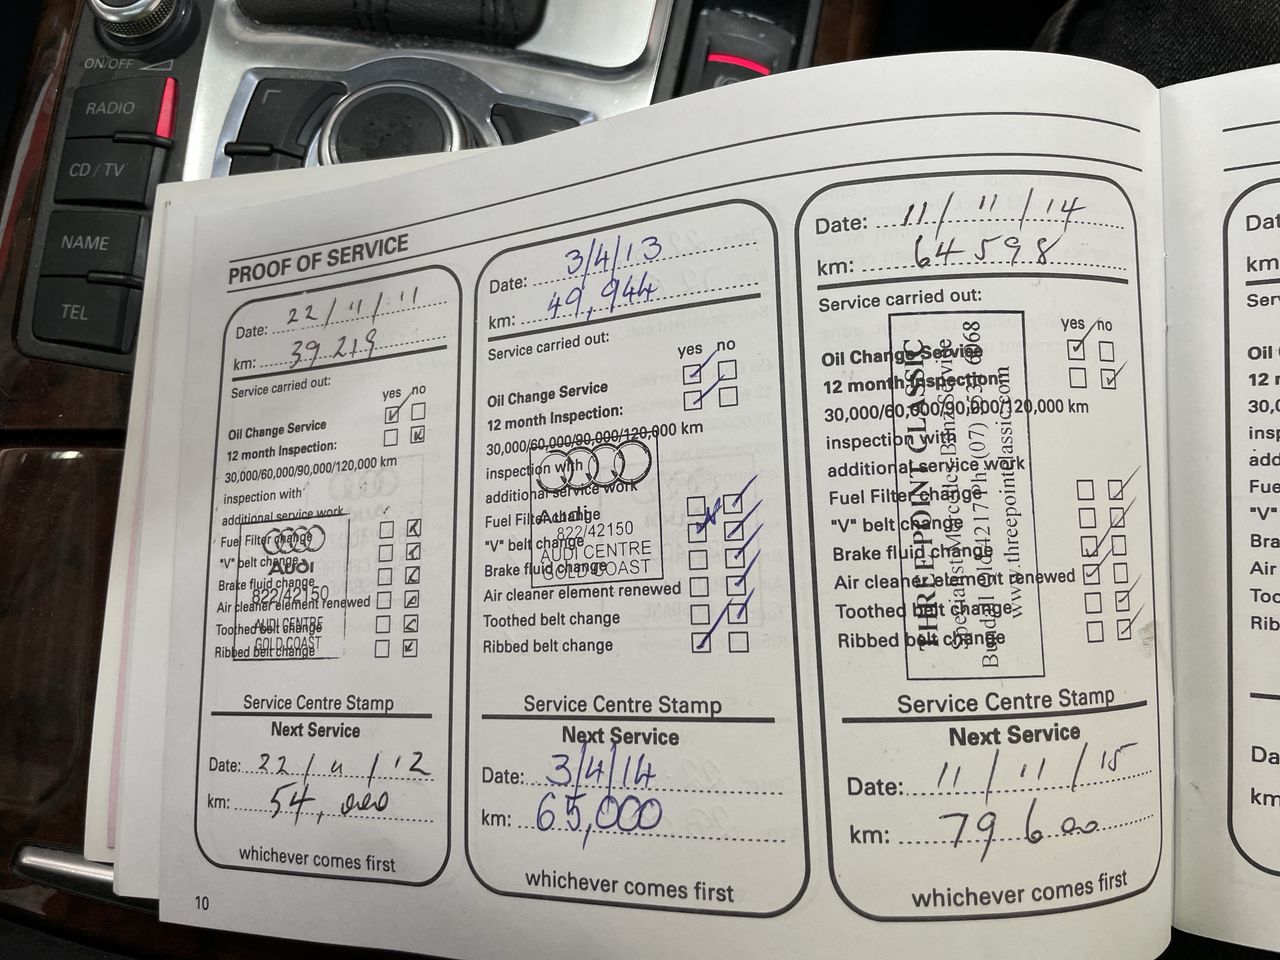 ON/OFF
RADIO
CD / TV
NAME
TEL
PROOF OF SERVICE
Date: 22/11/11
km: 39 219
Service carried out:
yes no
Oil Change Service
12 month Inspection:
30,000/60,000/90,000/120,000 km
inspection with
additional service work
Fuel Filter change
"V" belt change
Brake fluid change
Air cleaner element renewed
Toothed belt change
Ribbed belt change
Audi
822/42150
AUDI CENTRE
GOLD COAST
Service Centre Stamp
Next Service
Date: 22/11/12
km: 54,000
whichever comes first
10
Date: 3/4/13
km: 49,944
Service carried out:
yes no
Oil Change Service
12 month Inspection:
30,000/60,000/90,000/120,000 km
inspection with
additional service work
Fuel Filter change
"V" belt change
Brake fluid change
Air cleaner element renewed
Toothed belt change
Ribbed belt change
Audi
822/42150
AUDI CENTRE
GOLD COAST
Service Centre Stamp
Next Service
Date: 3/4/14
km: 65,000
whichever comes first
Date: 11/11/14
km: 64598
Service carried out:
yes no
Oil Change Service
12 month Inspection:
30,000/60,000/90,000/120,000 km
inspection with
additional service work
Fuel Filter change
"V" belt change
Brake fluid change
Air cleaner element renewed
Toothed belt change
Ribbed belt change
THREE POINT CLASSIC
Specialist Mercedes Benz Service
www.threepointclassic.com
Service Centre Stamp
Next Service
Date: 11/11/15
km: 79600
whichever comes first